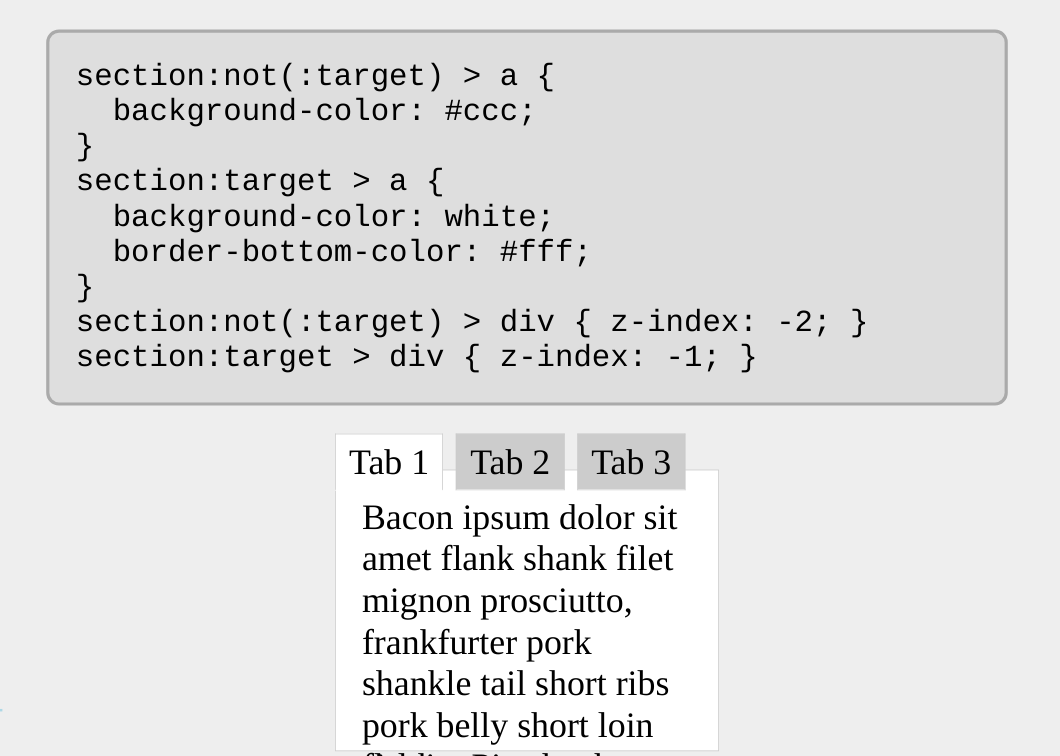 section:not(:target) > a {
  background-color: #ccc;
}
section:target > a {
  background-color: white;
  border-bottom-color: #fff;
}
section:not(:target) > div { z-index: -2; }
section:target > div { z-index: -1; }
Tab 1 Tab 2 Tab 3
Bacon ipsum dolor sit
amet flank shank filet
mignon prosciutto,
frankfurter pork
shankle tail short ribs
pork belly short loin